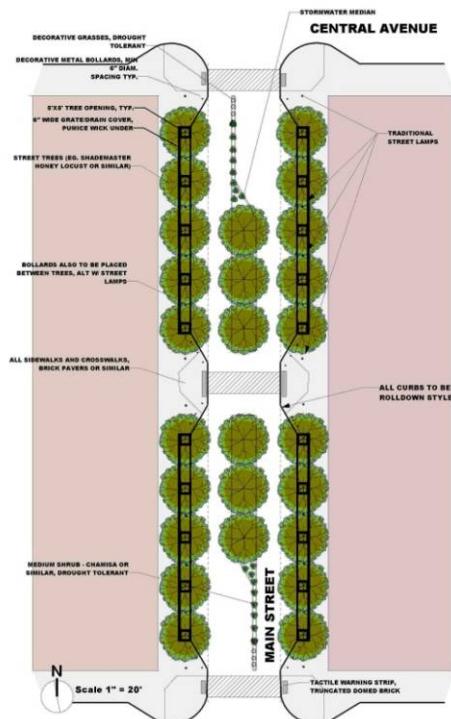 STORMWATER MEDIAN
CENTRAL AVENUE
DECORATIVE GRASSES, DROUGHT
TOLERANT
DECORATIVE METAL BOLLARDS, MIN
6" DIAM.
SPACING TYP.
5'X5' TREE OPENING, TYP.
6" WIDE GRATE/DRAIN COVER,
PUMICE WICK UNDER
STREET TREES (EG. SHADEMASTER
HONEY LOCUST OR SIMILAR)
TRADITIONAL
STREET LAMPS
BOLLARDS ALSO TO BE PLACED
BETWEEN TREES, ALT W/ STREET
LAMPS
ALL SIDEWALKS AND CROSSWALKS,
BRICK PAVERS OR SIMILAR
ALL CURBS TO BE
ROLLDOWN STYLE
MEDIUM SHRUB - CHAMISA OR
SIMILAR, DROUGHT TOLERANT
MAIN STREET
N
Scale 1" = 20'
TACTILE WARNING STRIP,
TRUNCATED DOMED BRICK